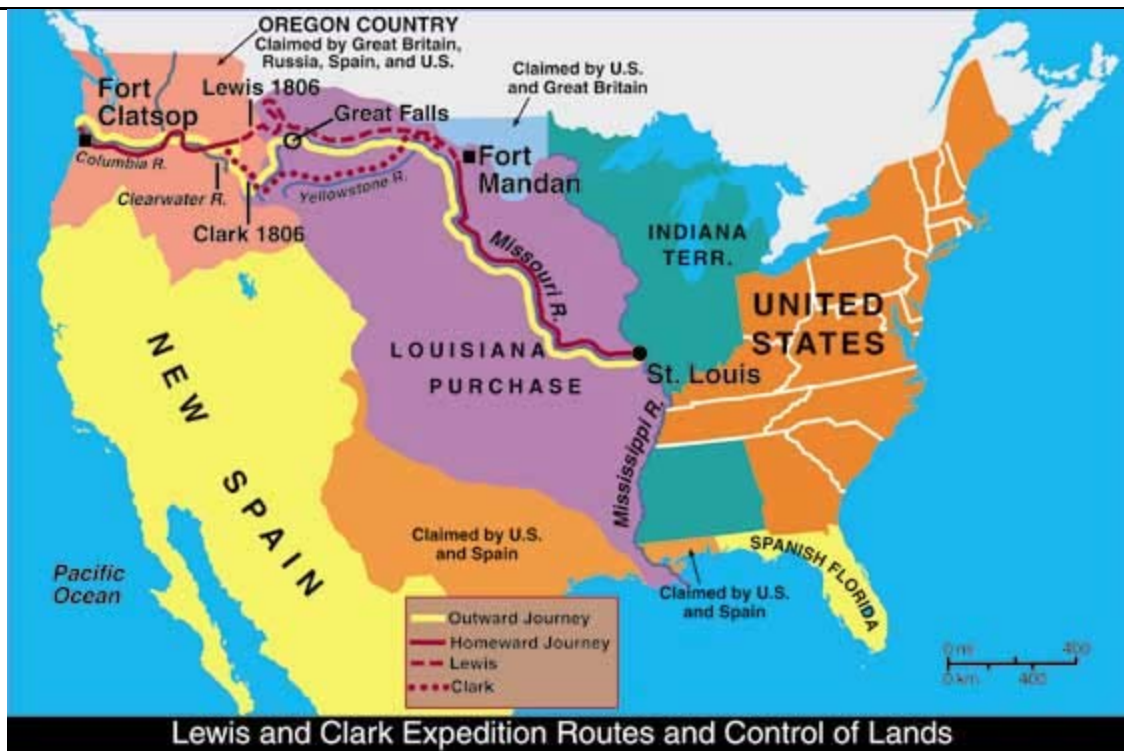 OREGON COUNTRY
Claimed by Great Britain,
Russia, Spain, and U.S.
Claimed by U.S.
and Great Britain
Fort
Clatsop
Lewis 1806
Great Falls
Fort
Mandan
Columbia R.
Clearwater R.
Yellowstone R.
Clark 1806
Missouri R.
INDIANA
TERR.
UNITED
STATES
LOUISIANA
PURCHASE
St. Louis
NEW SPAIN
Mississippi R.
Claimed by U.S.
and Spain
SPANISH FLORIDA
Claimed by U.S.
and Spain
Pacific
Ocean
Outward Journey
Homeward Journey
Lewis
Clark
0 mi 400
0 km 400
Lewis and Clark Expedition Routes and Control of Lands